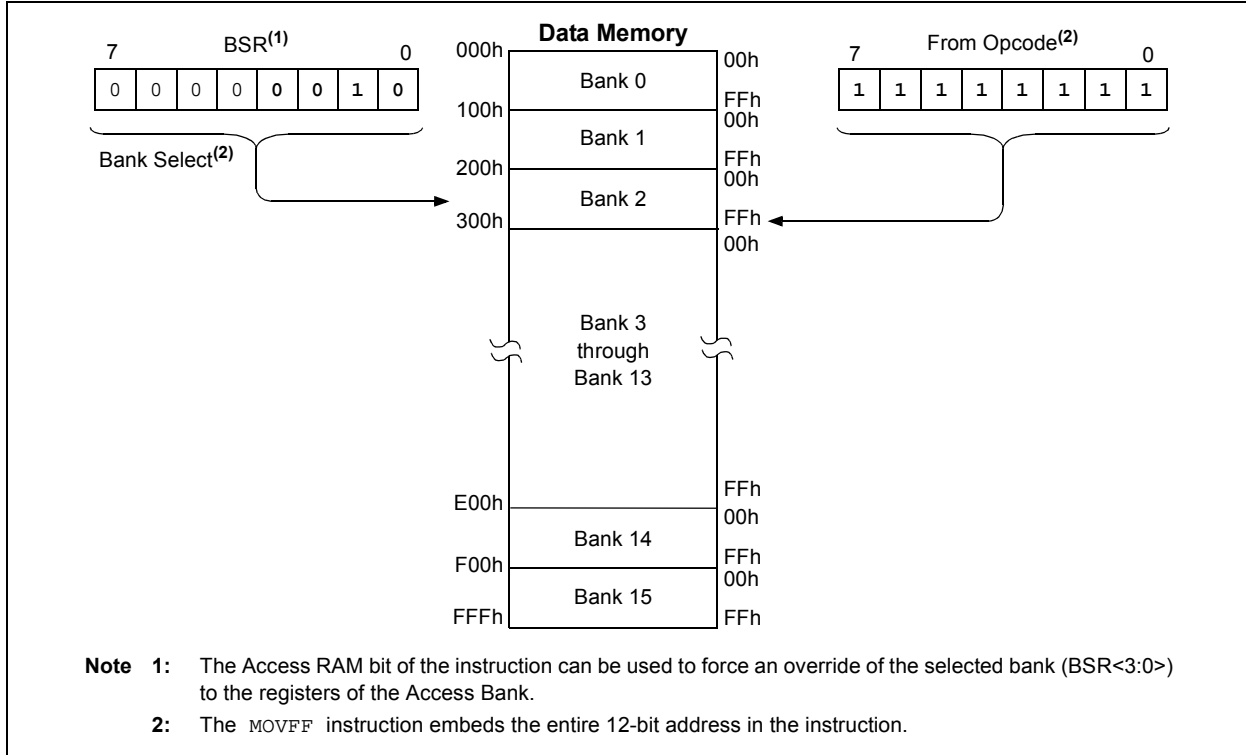 Data Memory
7 BSR(1) 0
0 0 0 0 0 0 1 0
Bank Select(2)
000h
100h
200h
300h
E00h
F00h
FFFh
Bank 0
Bank 1
Bank 2
Bank 3
through
Bank 13
Bank 14
Bank 15
00h
FFh
00h
FFh
00h
FFh
00h
FFh
00h
FFh
00h
FFh
7 From Opcode(2) 0
1 1 1 1 1 1 1 1
Note 1: The Access RAM bit of the instruction can be used to force an override of the selected bank (BSR<3:0>)
to the registers of the Access Bank.
2: The MOVFF instruction embeds the entire 12-bit address in the instruction.